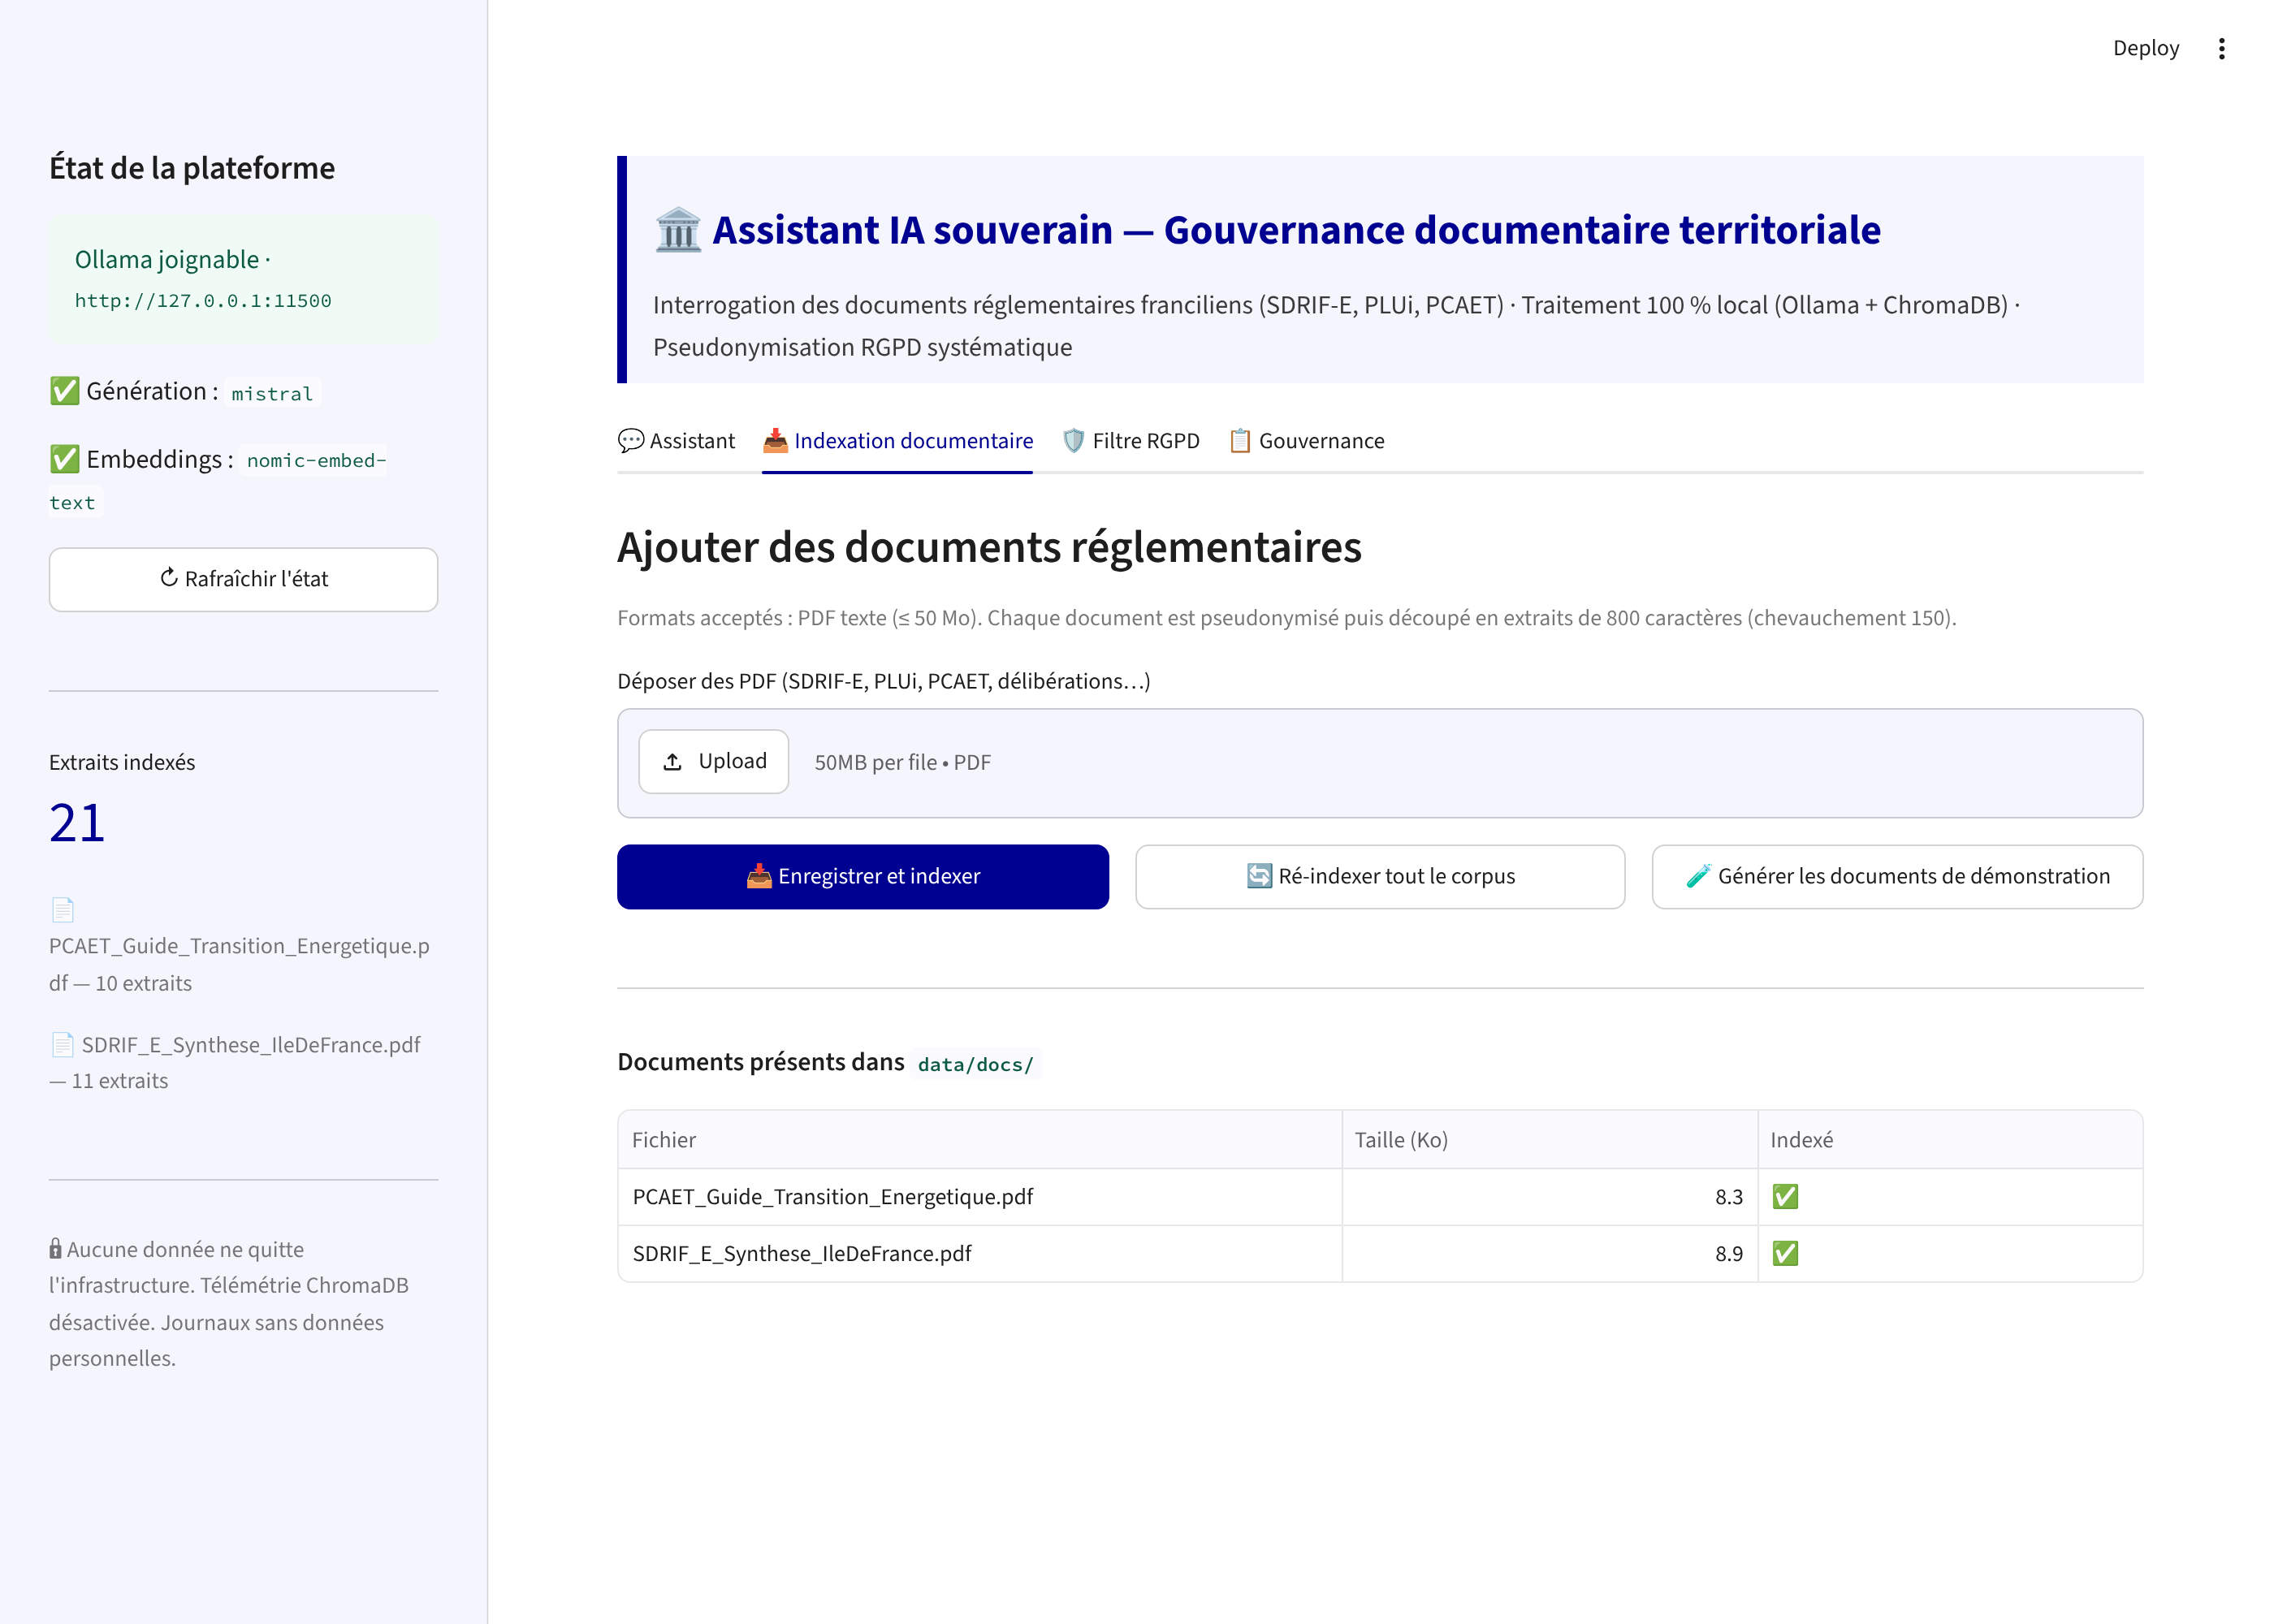 Deploy
État de la plateforme
Ollama joignable ·
http://127.0.0.1:11500
✅ Génération : mistral
✅ Embeddings : nomic-embed-
text
↻ Rafraîchir l'état
Extraits indexés
21
📄
PCAET_Guide_Transition_Energetique.p
df — 10 extraits
📄 SDRIF_E_Synthese_IleDeFrance.pdf
— 11 extraits
🔒 Aucune donnée ne quitte
l'infrastructure. Télémétrie ChromaDB
désactivée. Journaux sans données
personnelles.
🏛️ Assistant IA souverain — Gouvernance documentaire territoriale
Interrogation des documents réglementaires franciliens (SDRIF-E, PLUi, PCAET) · Traitement 100 % local (Ollama + ChromaDB) ·
Pseudonymisation RGPD systématique
💬 Assistant 📥 Indexation documentaire 🛡️ Filtre RGPD 📋 Gouvernance
Ajouter des documents réglementaires
Formats acceptés : PDF texte (≤ 50 Mo). Chaque document est pseudonymisé puis découpé en extraits de 800 caractères (chevauchement 150).
Déposer des PDF (SDRIF-E, PLUi, PCAET, délibérations…)
Upload 50MB per file • PDF
📥 Enregistrer et indexer 🔄 Ré-indexer tout le corpus 🧪 Générer les documents de démonstration
Documents présents dans data/docs/
Fichier Taille (Ko) Indexé
PCAET_Guide_Transition_Energetique.pdf 8.3 ✅
SDRIF_E_Synthese_IleDeFrance.pdf 8.9 ✅